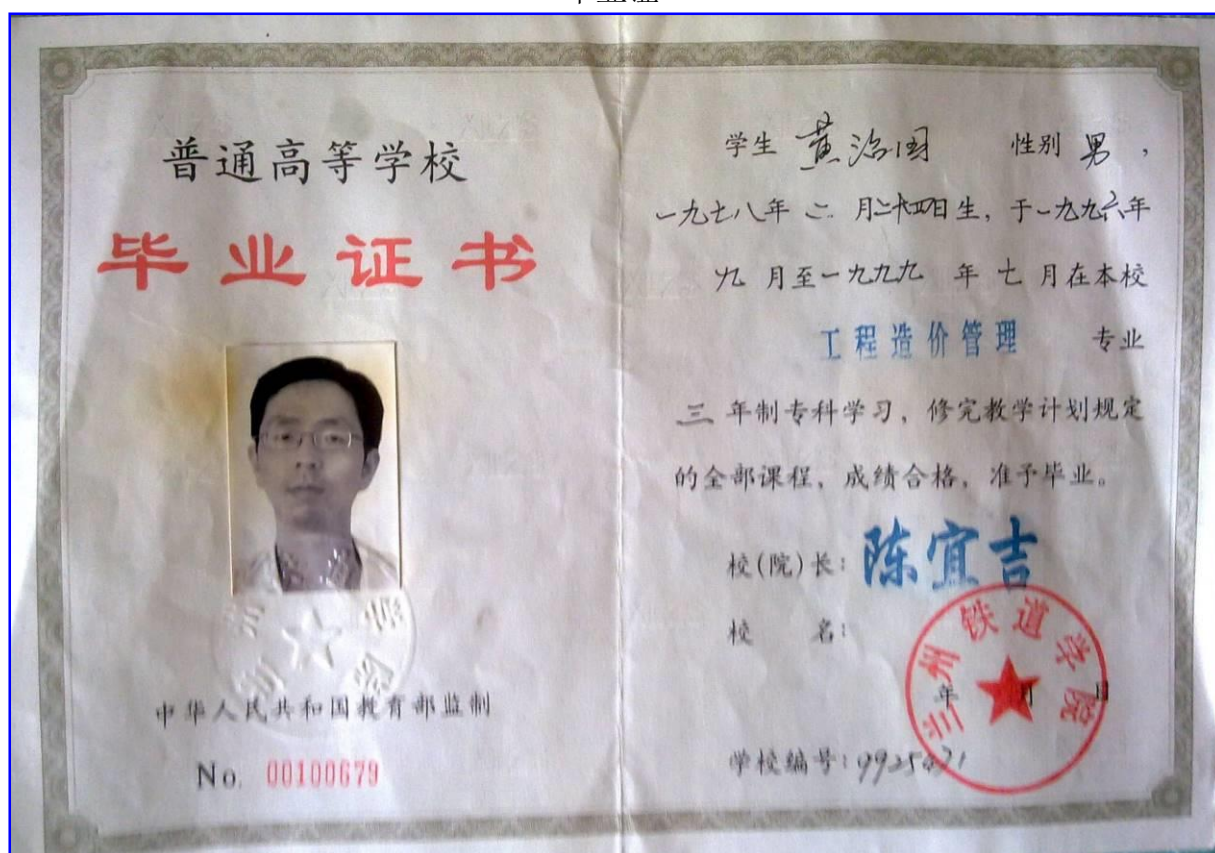 普通高等学校
毕业证书
中华人民共和国教育部监制
No. 00100679
学生 黄治国 性别 男，
一九七八年 二 月二十四日生，于一九九六年
九 月至一九九九 年 七 月在本校
工程造价管理 专业
三 年制专科学习，修完教学计划规定
的全部课程，成绩合格，准予毕业。
校(院)长：陈宜吉
校 名：
兰州铁道学院
年 月 日
学校编号：